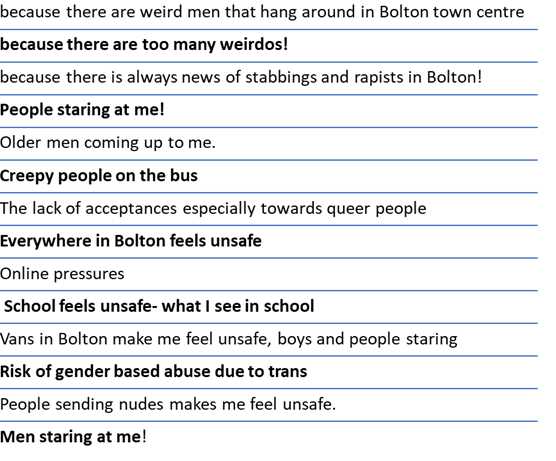 because there are weird men that hang around in Bolton town centre
because there are too many weirdos!
because there is always news of stabbings and rapists in Bolton!
People staring at me!
Older men coming up to me.
Creepy people on the bus
The lack of acceptances especially towards queer people
Everywhere in Bolton feels unsafe
Online pressures
School feels unsafe- what I see in school
Vans in Bolton make me feel unsafe, boys and people staring
Risk of gender based abuse due to trans
People sending nudes makes me feel unsafe.
Men staring at me!